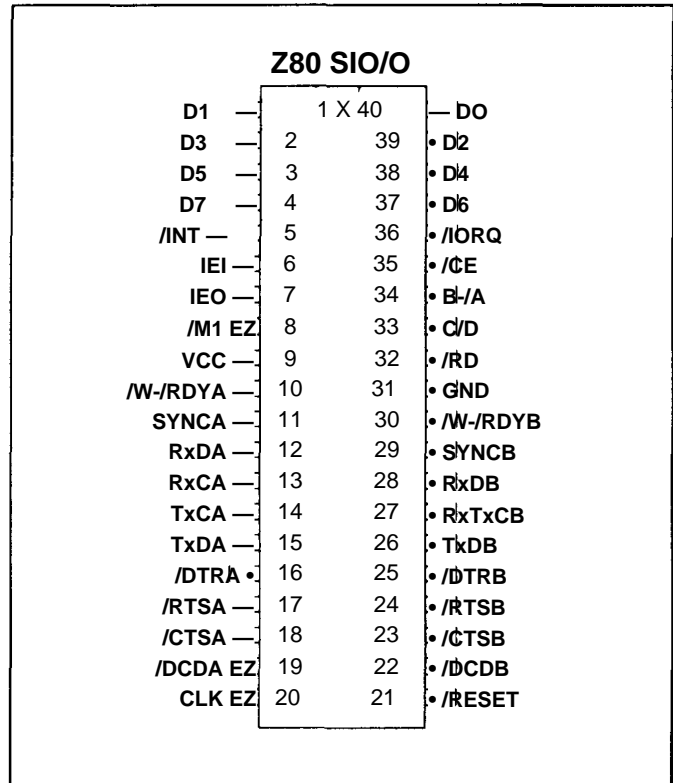 Z80 SIO/O
D1 — 1 X 40 — DO
D3 — 2 39 • D2
D5 — 3 38 • D4
D7 — 4 37 • D6
/INT — 5 36 • /IORQ
IEI — 6 35 • /CE
IEO — 7 34 • B-/A
/M1 EZ 8 33 • C/D
VCC — 9 32 • /RD
/W-/RDYA — 10 31 • GND
SYNCA — 11 30 • /W-/RDYB
RxDA — 12 29 • SYNCB
RxCA — 13 28 • RxDB
TxCA — 14 27 • RxTxCB
TxDA — 15 26 • TxDB
/DTRA • 16 25 • /DTRB
/RTSA — 17 24 • /RTSB
/CTSA — 18 23 • /CTSB
/DCDA EZ 19 22 • /DCDB
CLK EZ 20 21 • /RESET